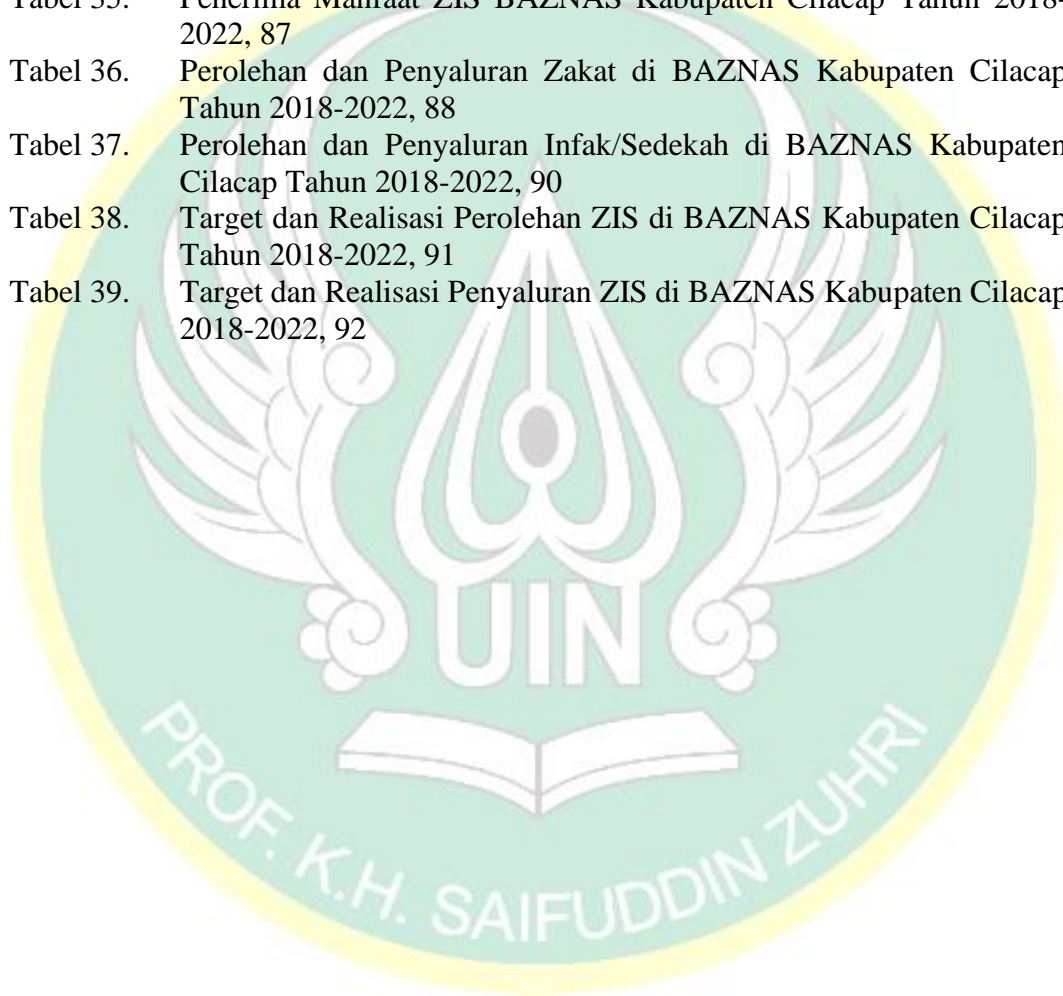 Tabel 35. Penerima Manfaat ZIS BAZNAS Kabupaten Cilacap Tahun 2018-
2022, 87
Tabel 36. Perolehan dan Penyaluran Zakat di BAZNAS Kabupaten Cilacap
Tahun 2018-2022, 88
Tabel 37. Perolehan dan Penyaluran Infak/Sedekah di BAZNAS Kabupaten
Cilacap Tahun 2018-2022, 90
Tabel 38. Target dan Realisasi Perolehan ZIS di BAZNAS Kabupaten Cilacap
Tahun 2018-2022, 91
Tabel 39. Target dan Realisasi Penyaluran ZIS di BAZNAS Kabupaten Cilacap
2018-2022, 92
UIN
PROF. K.H. SAIFUDDIN ZUHRI